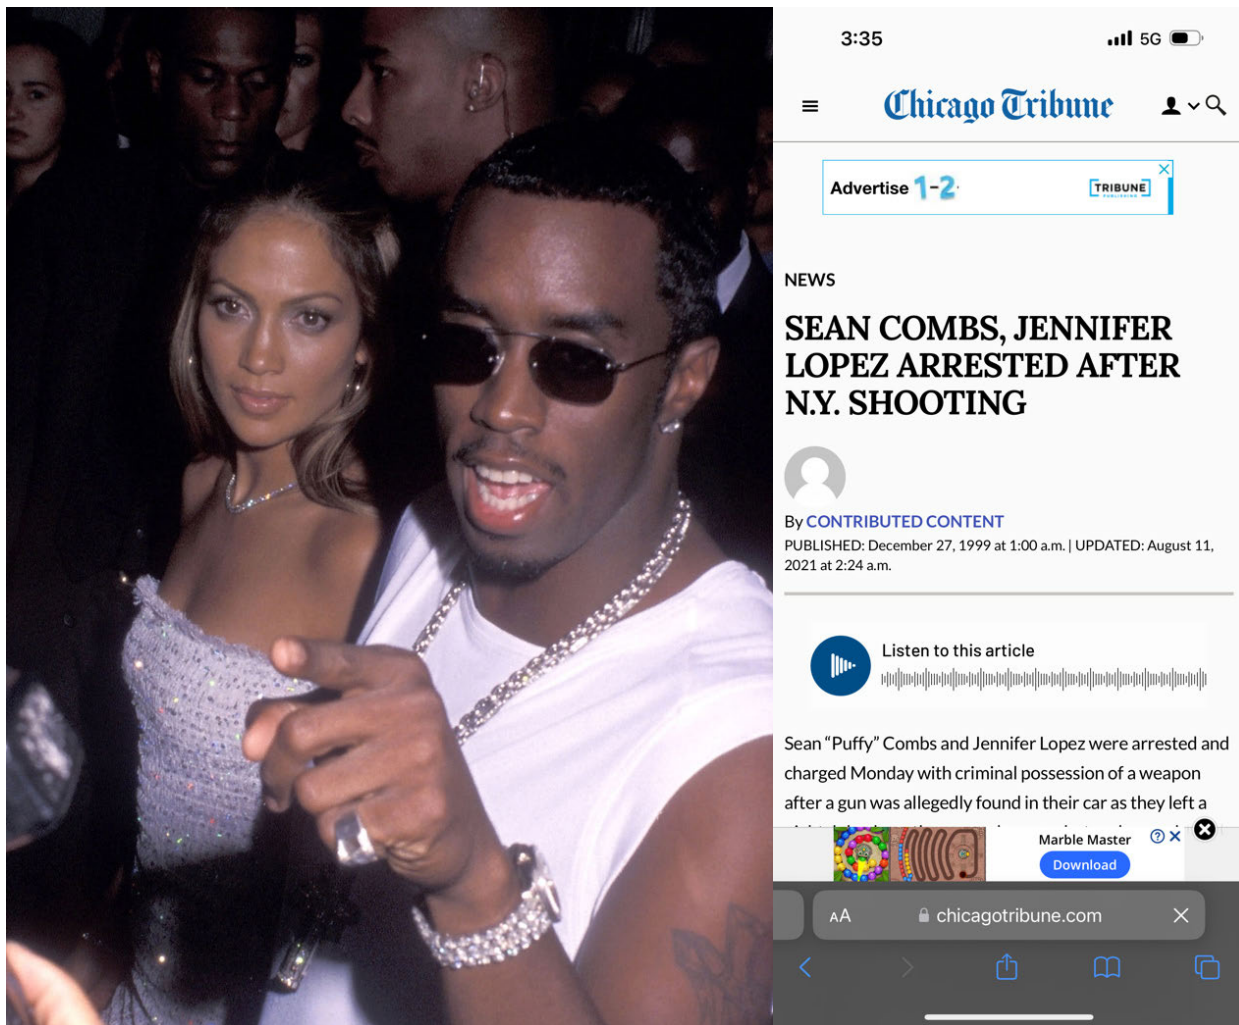 3:35
5G
Chicago Tribune
Advertise 1-2
TRIBUNE
PUBLISHING
NEWS
SEAN COMBS, JENNIFER
LOPEZ ARRESTED AFTER
N.Y. SHOOTING
By CONTRIBUTED CONTENT
PUBLISHED: December 27, 1999 at 1:00 a.m. | UPDATED: August 11,
2021 at 2:24 a.m.
Listen to this article
Sean “Puffy” Combs and Jennifer Lopez were arrested and
charged Monday with criminal possession of a weapon
after a gun was allegedly found in their car as they left a
Marble Master
Download
AA
chicagotribune.com